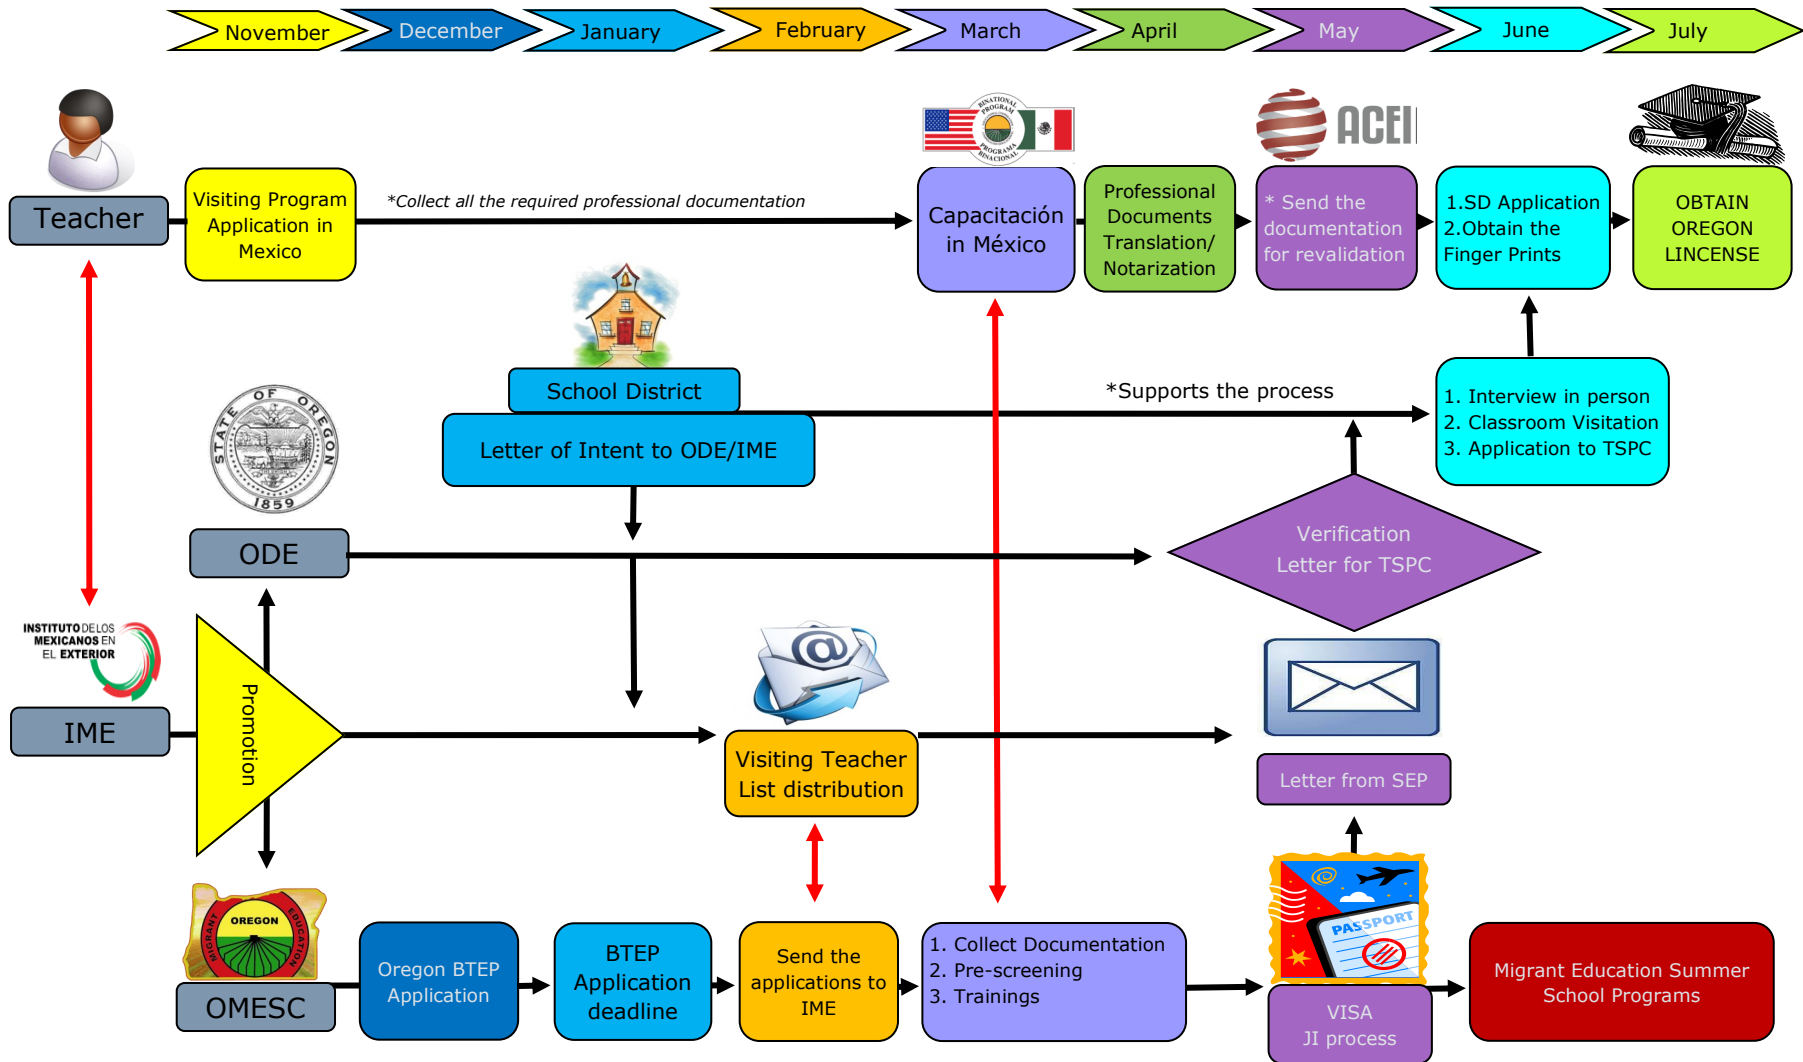 November
December
January
February
March
April
May
June
July
BINATIONAL
PROGRAM
PROGRAMA
BINACIONAL
ACEI
Teacher
Visiting Program
Application in
Mexico
*Collect all the required professional documentation
Capacitación
in México
Professional
Documents
Translation/
Notarization
* Send the
documentation
for revalidation
1.SD Application
2.Obtain the
Finger Prints
OBTAIN
OREGON
LINCENSE
School District
Letter of Intent to ODE/IME
*Supports the process
1. Interview in person
2. Classroom Visitation
3. Application to TSPC
STATE OF OREGON
1859
ODE
Verification
Letter for TSPC
INSTITUTO DE LOS
MEXICANOS EN
EL EXTERIOR
IME
Promotion
@
Visiting Teacher
List distribution
Letter from SEP
MIGRANT EDUCATION
OREGON
OMESC
Oregon BTEP
Application
BTEP
Application
deadline
Send the
applications to
IME
1. Collect Documentation
2. Pre-screening
3. Trainings
PASSPORT
VISA
JI process
Migrant Education Summer
School Programs